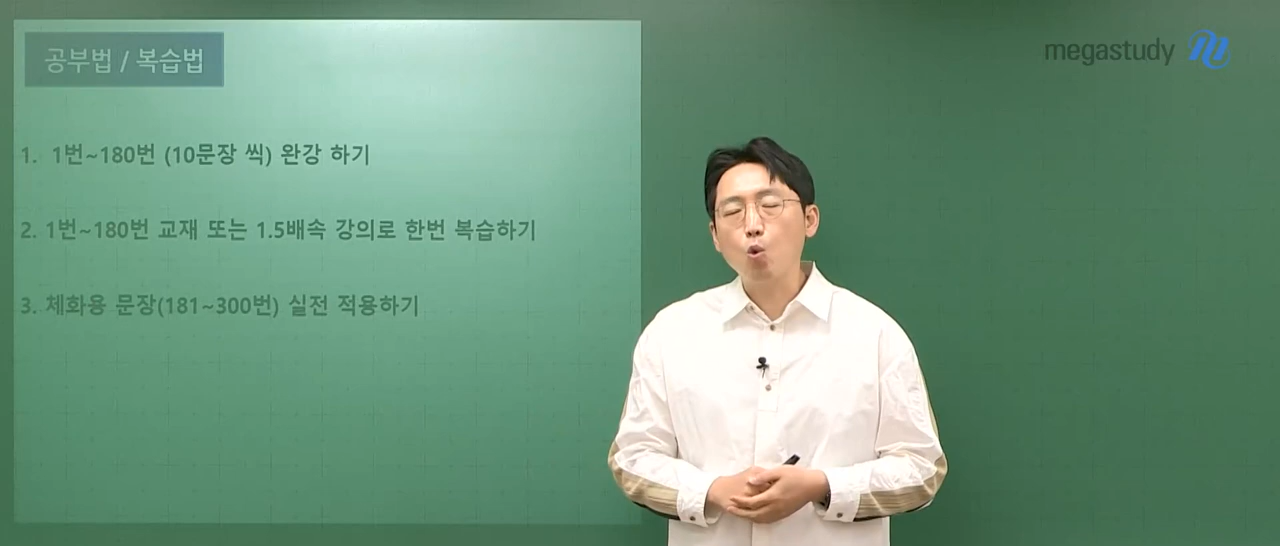 공부법 / 복습법
megastudy
1. 1번~180번 (10문장 씩) 완강 하기
2. 1번~180번 교재 또는 1.5배속 강의로 한번 복습하기
3. 체화용 문장(181~300번) 실전 적용하기